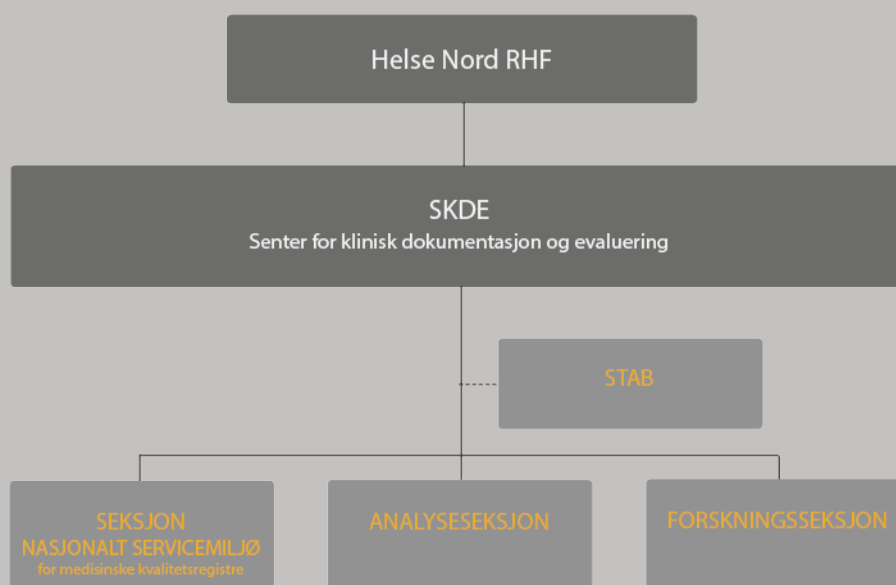 Helse Nord RHF
SKDE
Senter for klinisk dokumentasjon og evaluering
STAB
SEKSJON
NASJONALT SERVICEMILJØ
for medisinske kvalitetsregistre
ANALYSESEKSJON
FORSKNINGSSEKSJON